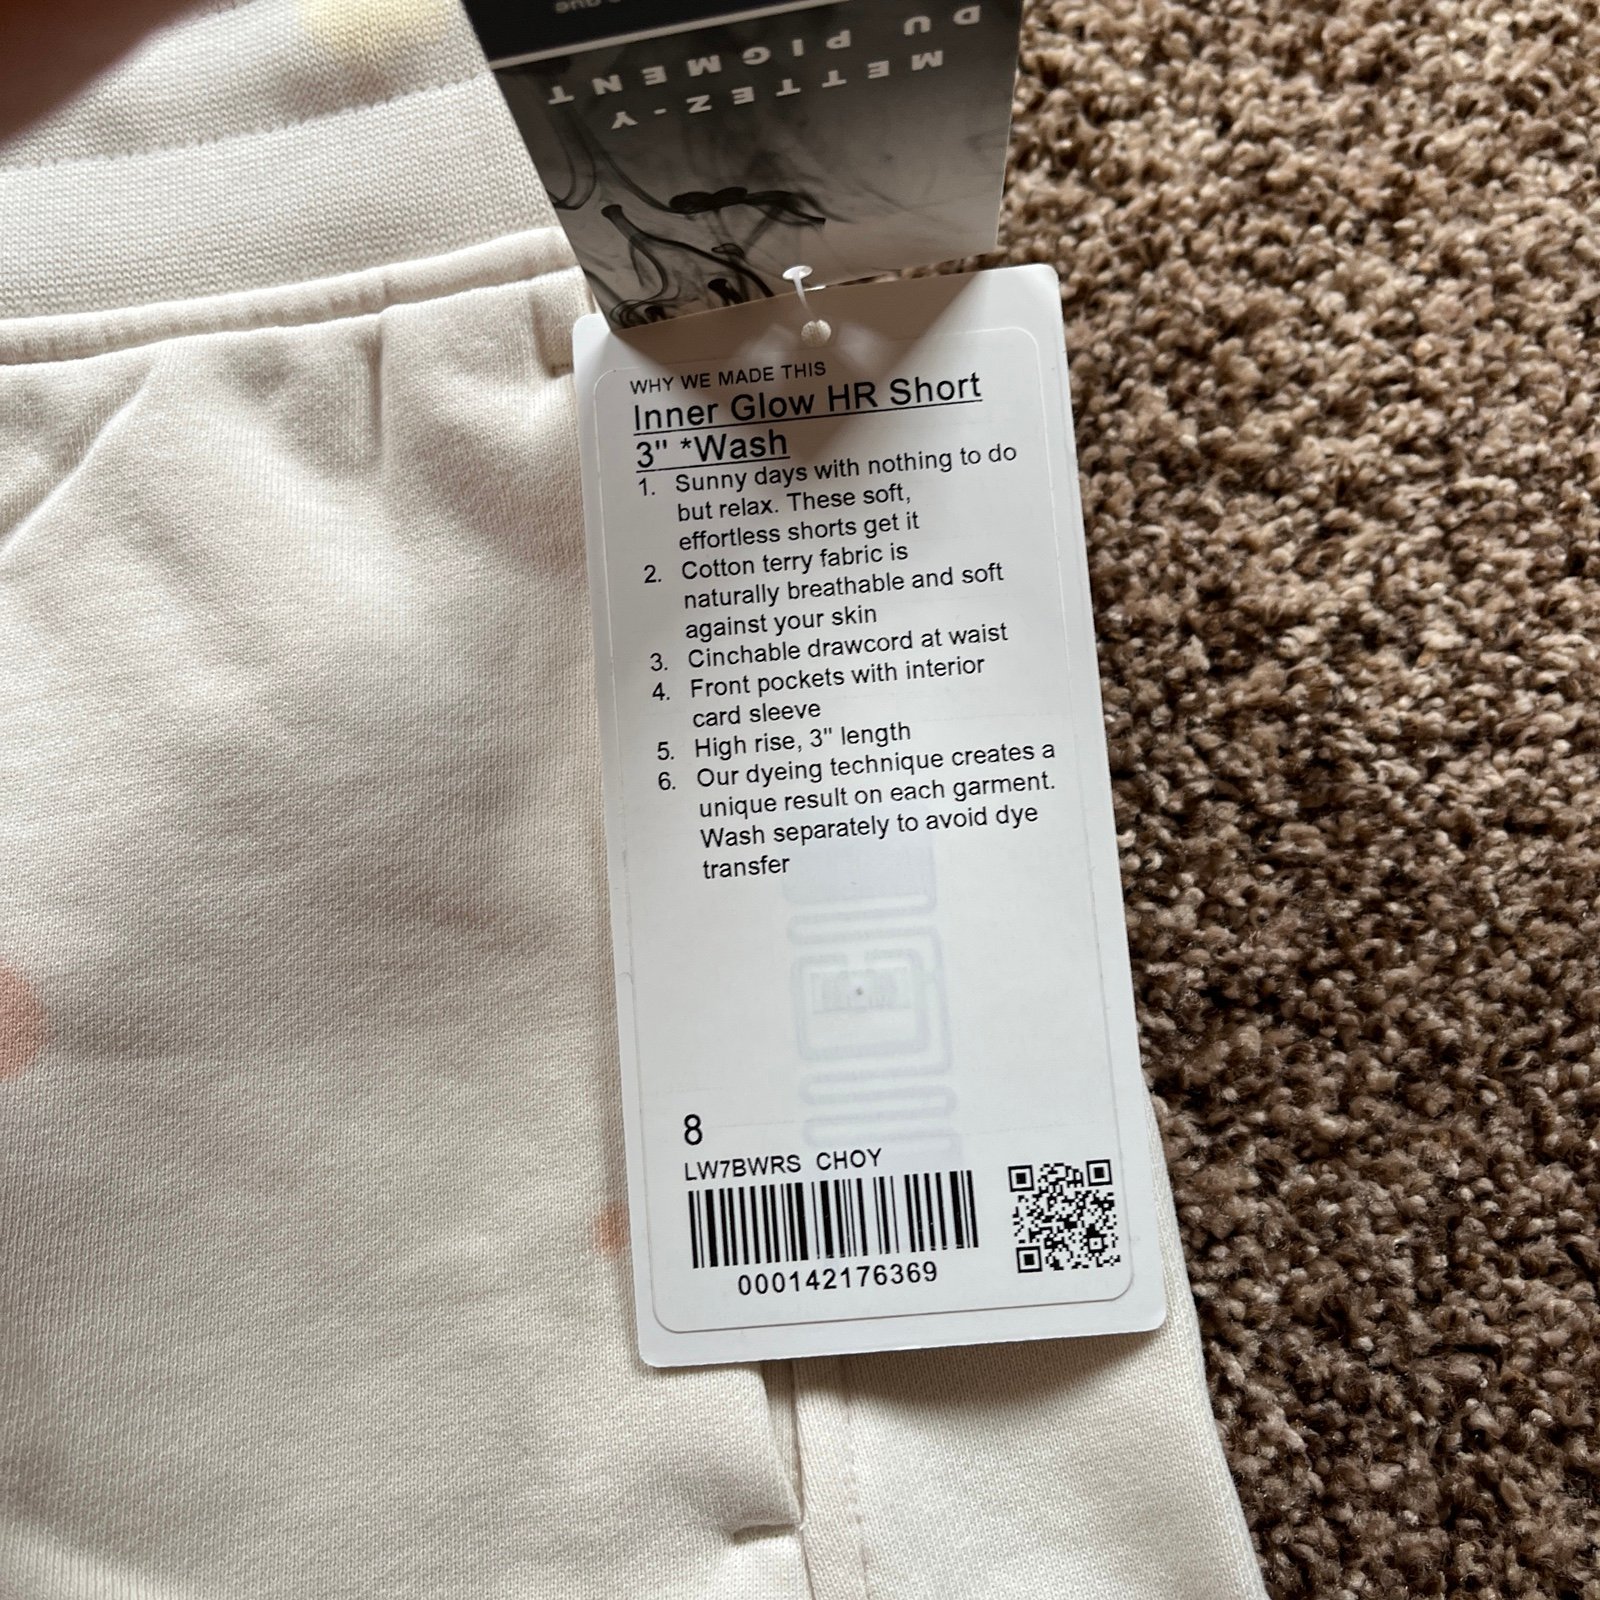 que
METTEZ-Y
DU PIGMENT
WHY WE MADE THIS
Inner Glow HR Short
3" *Wash
1. Sunny days with nothing to do
but relax. These soft,
effortless shorts get it
2. Cotton terry fabric is
naturally breathable and soft
against your skin
3. Cinchable drawcord at waist
4. Front pockets with interior
card sleeve
5. High rise, 3" length
6. Our dyeing technique creates a
unique result on each garment.
Wash separately to avoid dye
transfer
8
LW7BWRS CHOY
000142176369